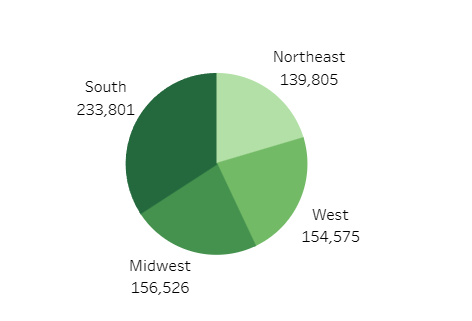 Northeast
139,805
South
233,801
West
154,575
Midwest
156,526